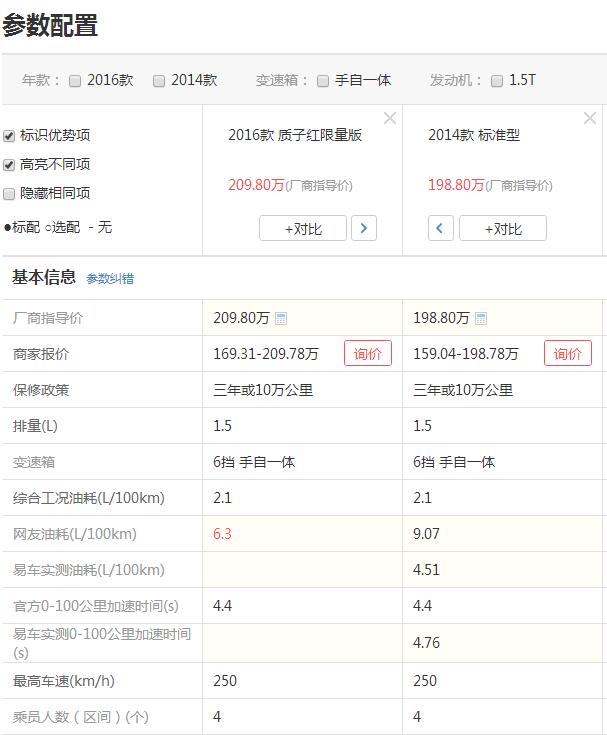 参数配置
年款： 2016款 2014款 变速箱： 手自一体 发动机： 1.5T
标识优势项
高亮不同项
隐藏相同项
●标配 ○选配 - 无
2016款 质子红限量版
209.80万(厂商指导价)
+对比
2014款 标准型
198.80万(厂商指导价)
+对比
基本信息 参数纠错
厂商指导价 209.80万 198.80万
商家报价 169.31-209.78万 询价 159.04-198.78万 询价
保修政策 三年或10万公里 三年或10万公里
排量(L) 1.5 1.5
变速箱 6挡 手自一体 6挡 手自一体
综合工况油耗(L/100km) 2.1 2.1
网友油耗(L/100km) 6.3 9.07
易车实测油耗(L/100km) 4.51
官方0-100公里加速时间(s) 4.4 4.4
易车实测0-100公里加速时间
(s) 4.76
最高车速(km/h) 250 250
乘员人数（区间）(个) 4 4